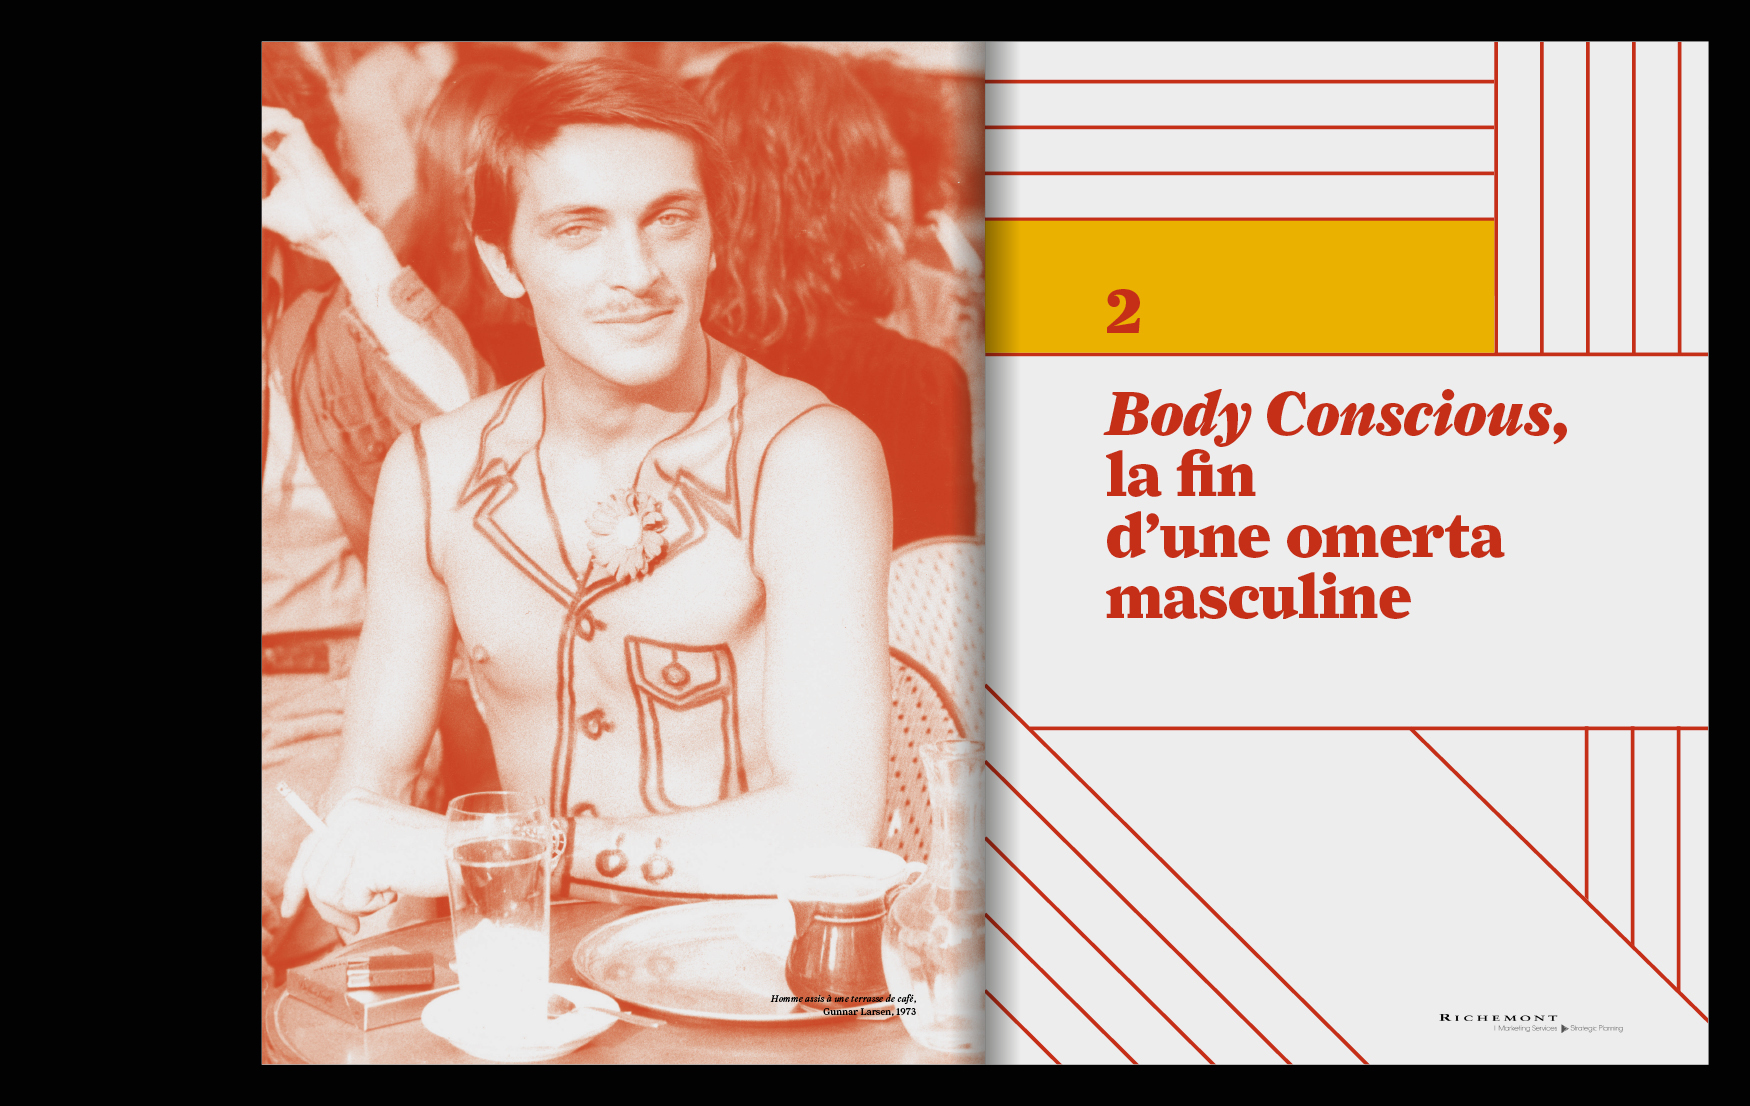 Homme assis à une terrasse de café,
Gunnar Larsen, 1973
2
Body Conscious,
la fin
d’une omerta
masculine
RICHEMONT
| Marketing Services ▶ Strategic Planning